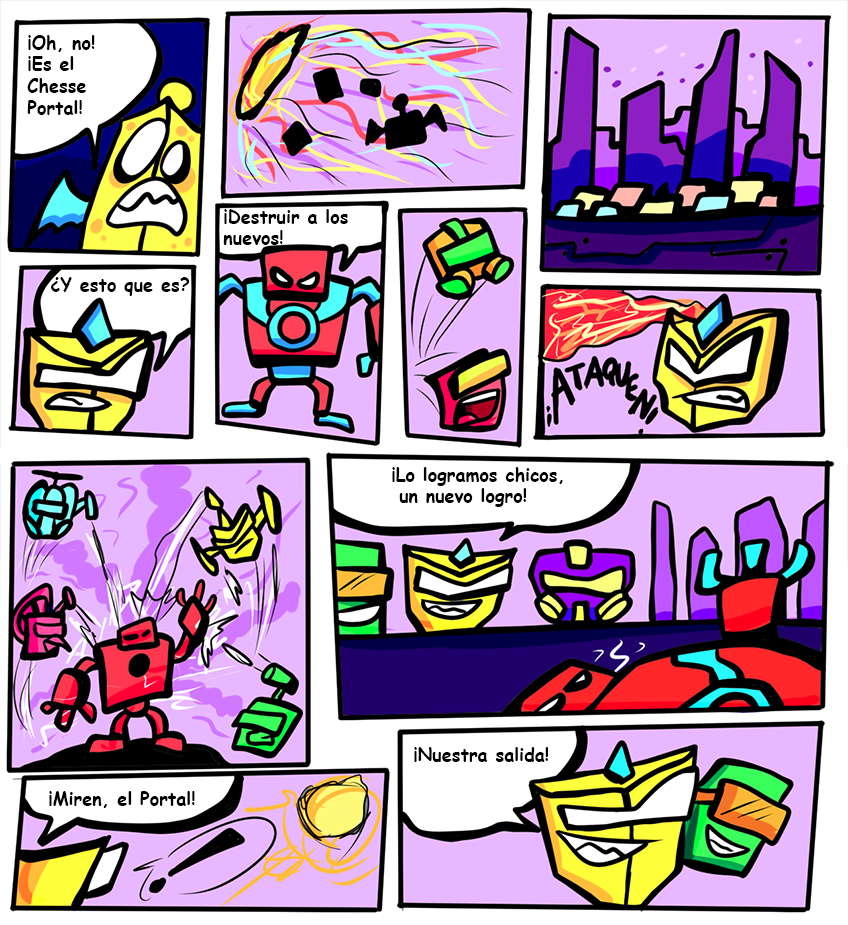 ¡Oh, no!
¡Es el
Chesse
Portal!
¡Destruir a los
nuevos!
¿Y esto que es?
¡¡ATAQUEN!!
¡Lo logramos chicos,
un nuevo logro!
¡Miren, el Portal!
¡Nuestra salida!